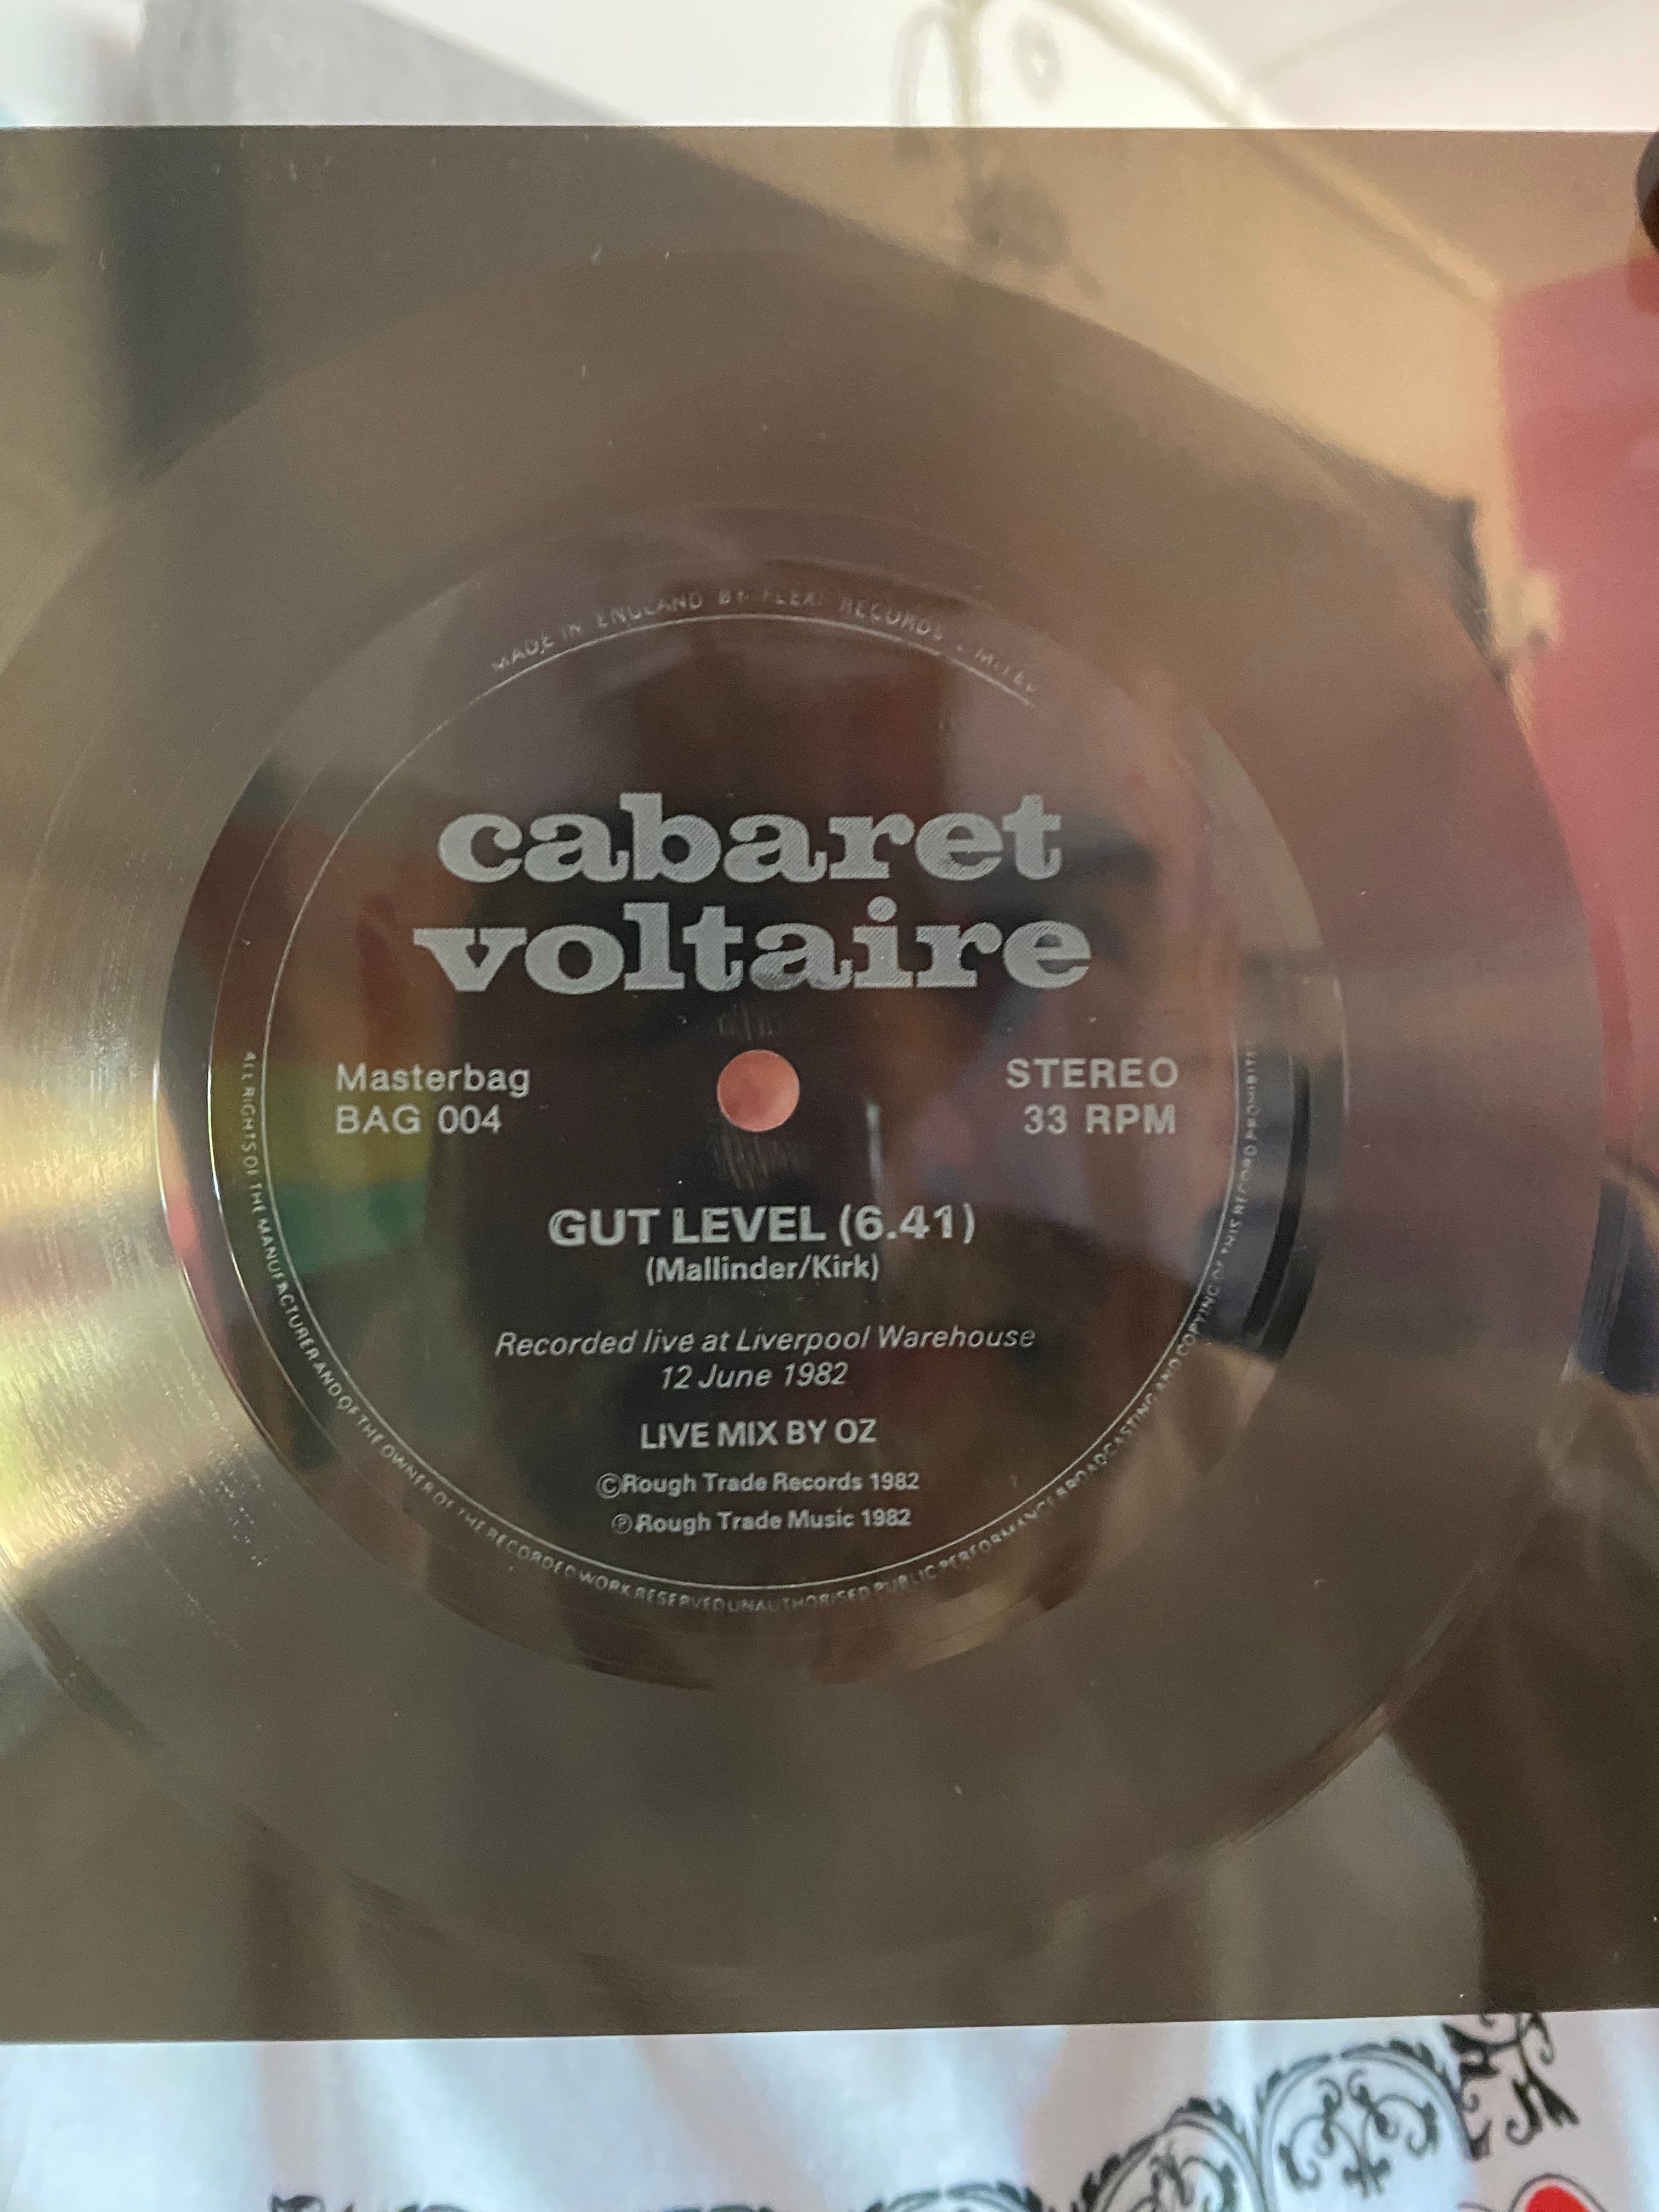 MADE IN ENGLAND BY FLEXI RECORDS LIMITED
cabaret
voltaire
Masterbag
BAG 004
STEREO
33 RPM
GUT LEVEL (6.41)
(Mallinder/Kirk)
Recorded live at Liverpool Warehouse
12 June 1982
LIVE MIX BY OZ
©Rough Trade Records 1982
℗Rough Trade Music 1982
ALL RIGHTS OF THE MANUFACTURER AND OF THE OWNER OF THE RECORDED WORK RESERVED UNAUTHORISED PUBLIC PERFORMANCE BROADCASTING AND COPYING OF THIS RECORD PROHIBITED